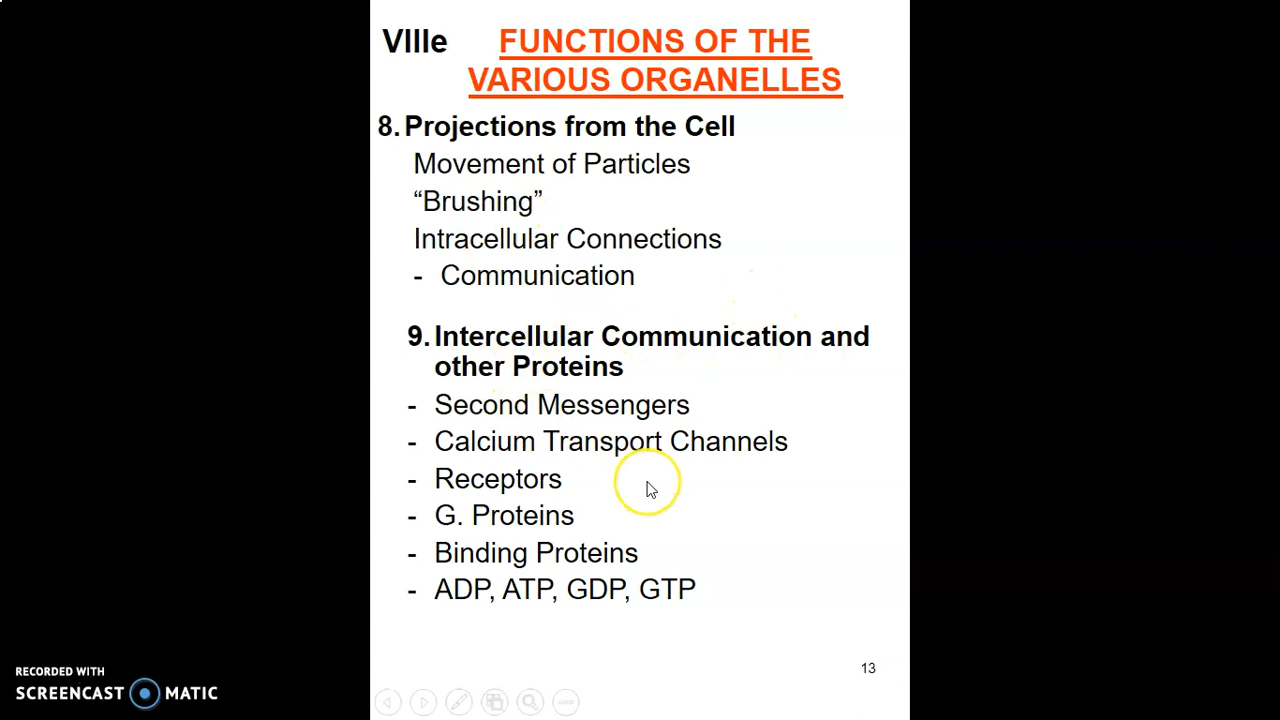 VIIIe FUNCTIONS OF THE
VARIOUS ORGANELLES
8. Projections from the Cell
Movement of Particles
“Brushing”
Intracellular Connections
- Communication
9. Intercellular Communication and
other Proteins
- Second Messengers
- Calcium Transport Channels
- Receptors
- G. Proteins
- Binding Proteins
- ADP, ATP, GDP, GTP
13
RECORDED WITH
SCREENCAST MATIC